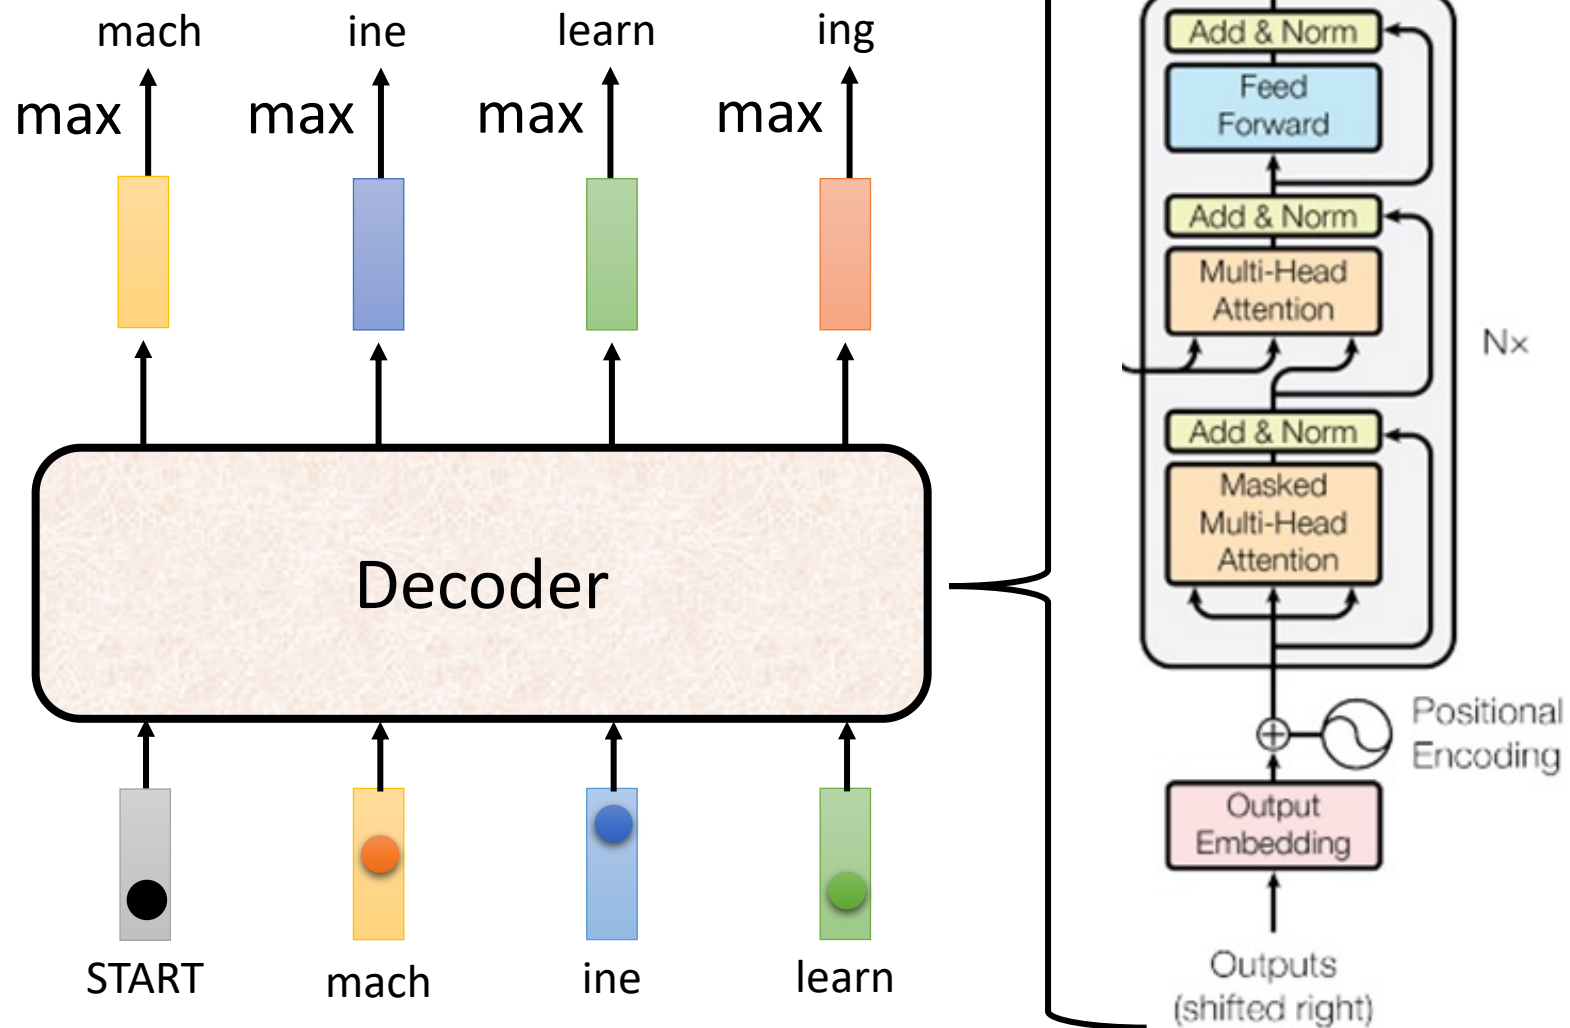 mach
ine
learn
ing
max
max
max
max
Decoder
START
mach
ine
learn
Add & Norm
Feed
Forward
Add & Norm
Multi-Head
Attention
N×
Add & Norm
Masked
Multi-Head
Attention
Positional
Encoding
Output
Embedding
Outputs
(shifted right)